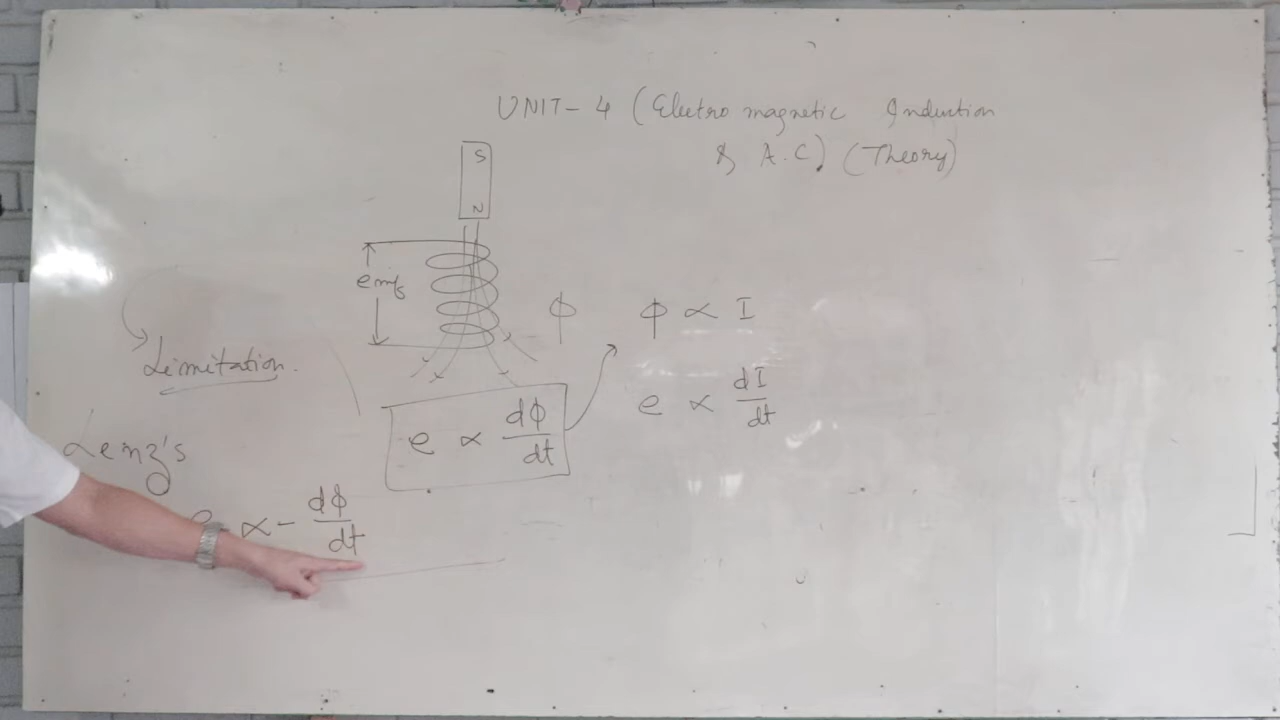 UNIT-4 (Electro magnetic Induction
& A.C) (Theory)
S
N
emf
ϕ
ϕ ∝ I
Limitation.
e ∝ dϕ/dt
e ∝ dI/dt
Lenz's
e ∝ - dϕ/dt